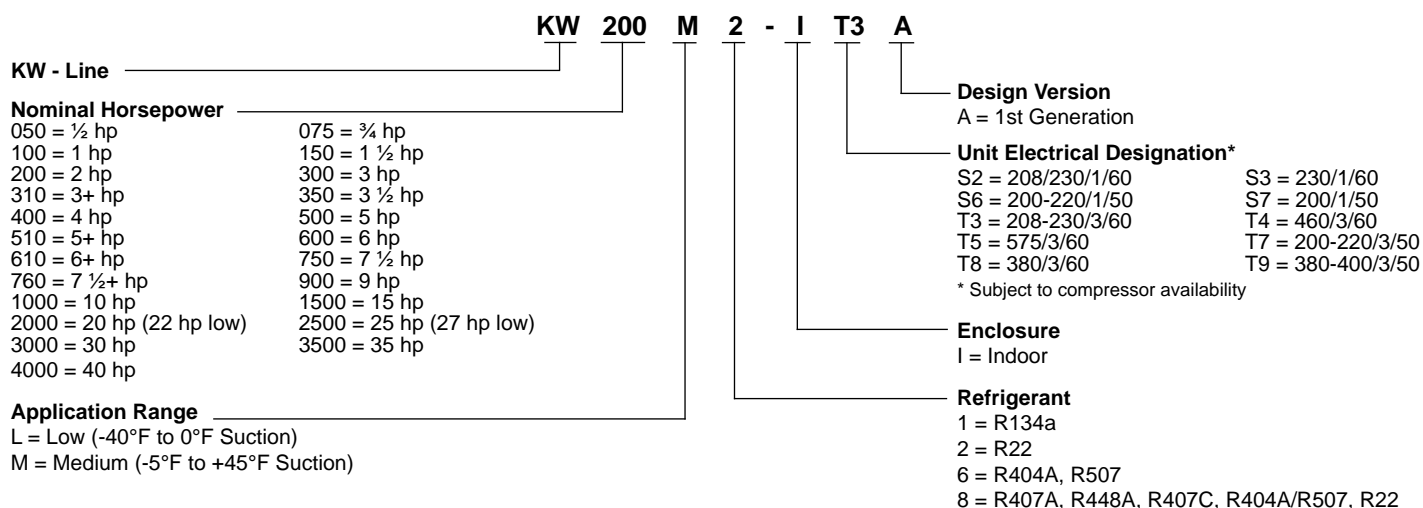 KW 200 M 2 - I T3 A
KW - Line
Nominal Horsepower
050 = ½ hp 075 = ¾ hp
100 = 1 hp 150 = 1 ½ hp
200 = 2 hp 300 = 3 hp
310 = 3+ hp 350 = 3 ½ hp
400 = 4 hp 500 = 5 hp
510 = 5+ hp 600 = 6 hp
610 = 6+ hp 750 = 7 ½ hp
760 = 7 ½+ hp 900 = 9 hp
1000 = 10 hp 1500 = 15 hp
2000 = 20 hp (22 hp low) 2500 = 25 hp (27 hp low)
3000 = 30 hp 3500 = 35 hp
4000 = 40 hp
Application Range
L = Low (-40°F to 0°F Suction)
M = Medium (-5°F to +45°F Suction)
Design Version
A = 1st Generation
Unit Electrical Designation*
S2 = 208/230/1/60 S3 = 230/1/60
S6 = 200-220/1/50 S7 = 200/1/50
T3 = 208-230/3/60 T4 = 460/3/60
T5 = 575/3/60 T7 = 200-220/3/50
T8 = 380/3/60 T9 = 380-400/3/50
* Subject to compressor availability
Enclosure
I = Indoor
Refrigerant
1 = R134a
2 = R22
6 = R404A, R507
8 = R407A, R448A, R407C, R404A/R507, R22